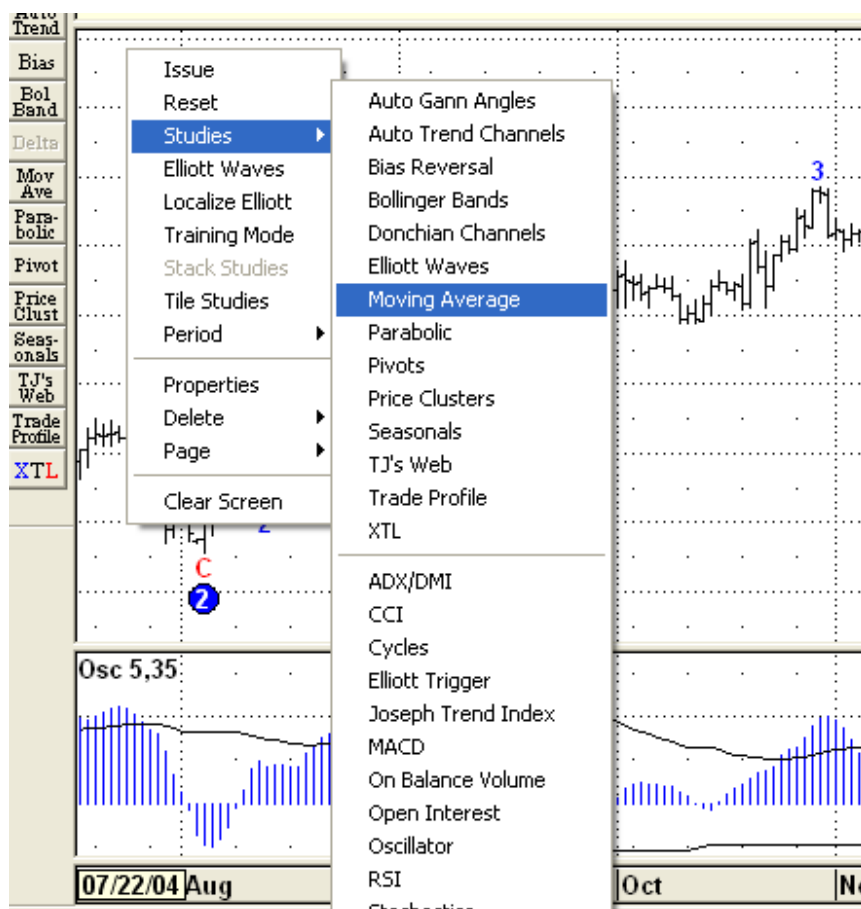 Auto
Trend
Bias
Bol
Band
Delta
Mov
Ave
Para-
bolic
Pivot
Price
Clust
Seas-
onals
TJ's
Web
Trade
Profile
XTL
Issue
Reset
Studies
Elliott Waves
Localize Elliott
Training Mode
Stack Studies
Tile Studies
Period
Properties
Delete
Page
Clear Screen
Auto Gann Angles
Auto Trend Channels
Bias Reversal
Bollinger Bands
Donchian Channels
Elliott Waves
Moving Average
Parabolic
Pivots
Price Clusters
Seasonals
TJ's Web
Trade Profile
XTL
ADX/DMI
CCI
Cycles
Elliott Trigger
Joseph Trend Index
MACD
On Balance Volume
Open Interest
Oscillator
RSI
3
2
C
2
Osc 5,35
07/22/04 Aug Oct